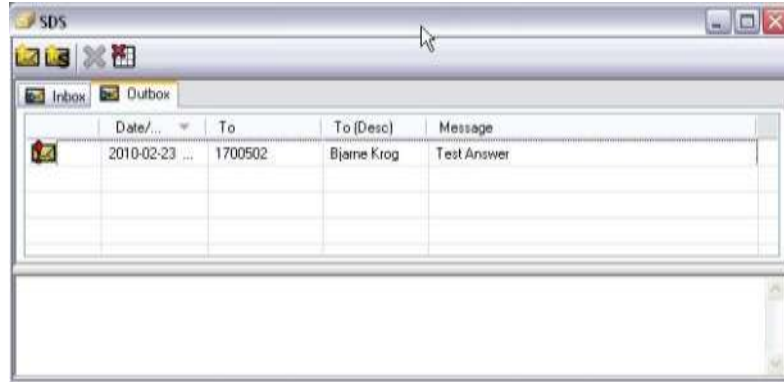 SDS
Inbox Outbox
Date/... To To (Desc) Message
2010-02-23 ... 1700502 Bjarne Krog Test Answer